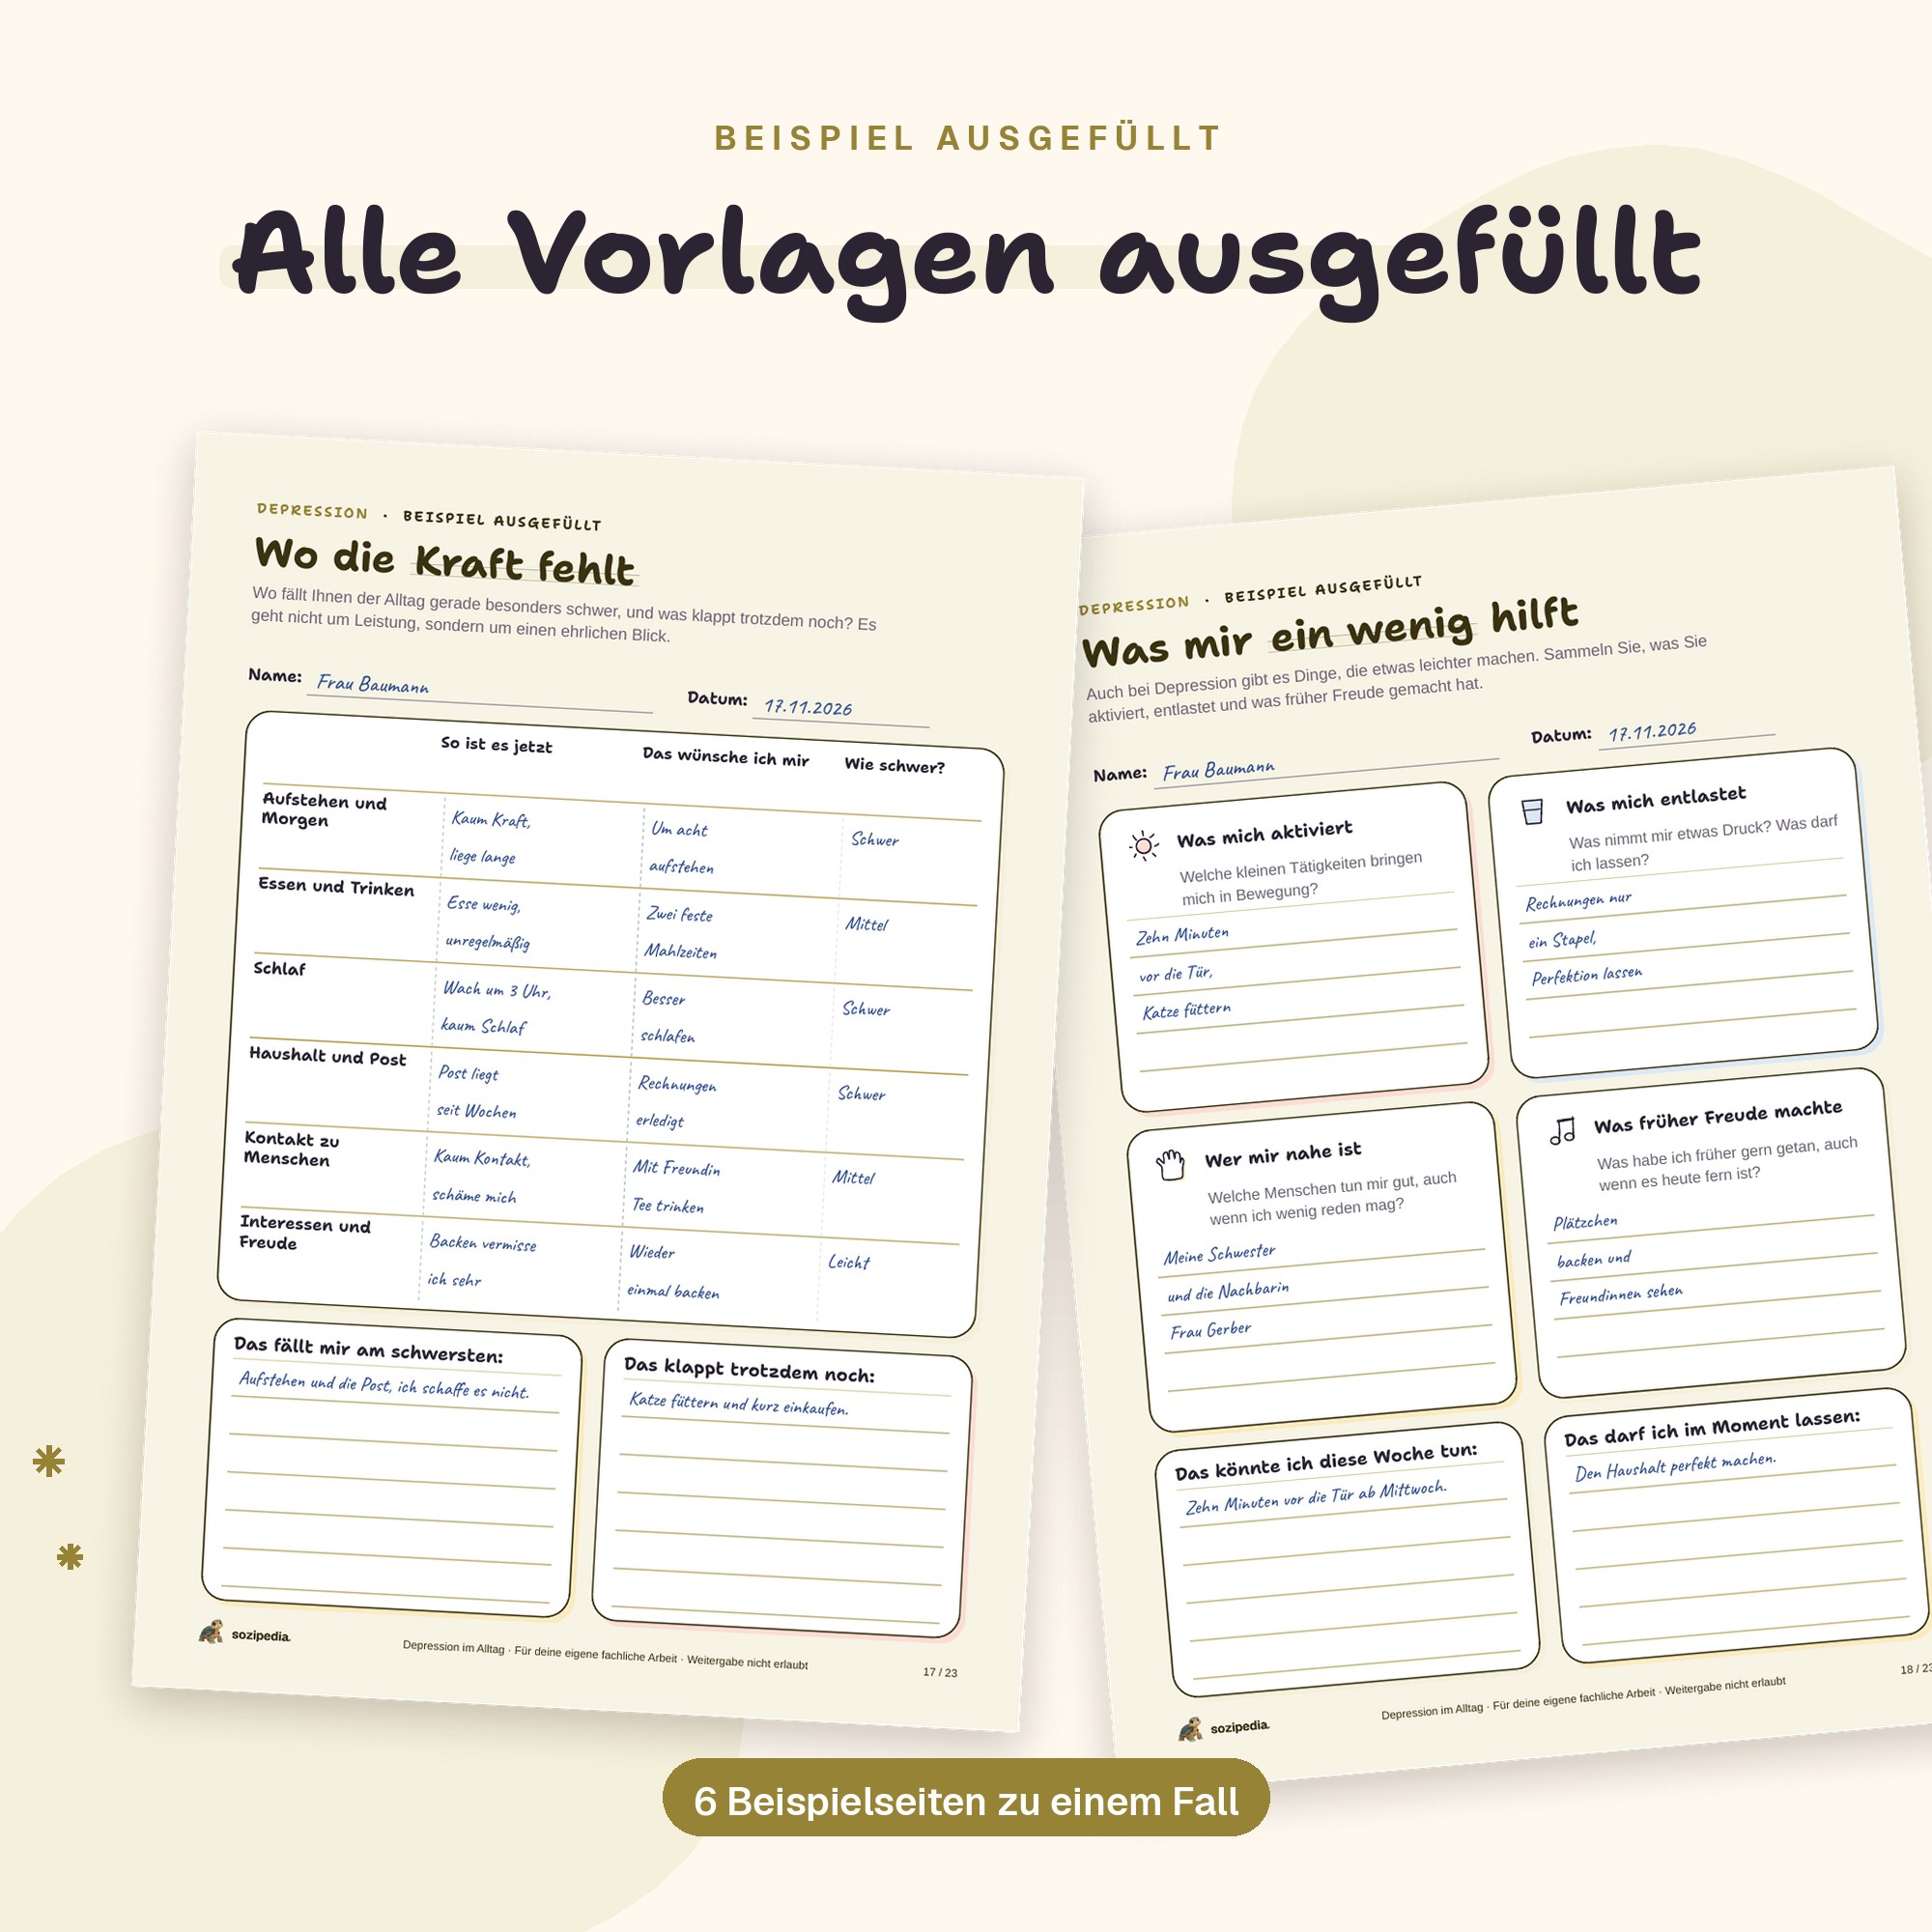 BEISPIEL AUSGEFÜLLT
Alle Vorlagen ausgefüllt
DEPRESSION · BEISPIEL AUSGEFÜLLT
Wo die Kraft fehlt
Wo fällt Ihnen der Alltag gerade besonders schwer, und was klappt trotzdem noch? Es
geht nicht um Leistung, sondern um einen ehrlichen Blick.
Name: Frau Baumann Datum: 17.11.2026
So ist es jetzt Das wünsche ich mir Wie schwer?
Aufstehen und
Morgen
Kaum Kraft,
liege lange
Um acht
aufstehen
Schwer
Essen und Trinken
Esse wenig,
unregelmäßig
Zwei feste
Mahlzeiten
Mittel
Schlaf
Wach um 3 Uhr,
kaum Schlaf
Besser
schlafen
Schwer
Haushalt und Post
Post liegt
seit Wochen
Rechnungen
erledigt
Schwer
Kontakt zu
Menschen
Kaum Kontakt,
schäme mich
Mit Freundin
Tee trinken
Mittel
Interessen und
Freude
Backen vermisse
ich sehr
Wieder
einmal backen
Leicht
Das fällt mir am schwersten:
Aufstehen und die Post, ich schaffe es nicht.
Das klappt trotzdem noch:
Katze füttern und kurz einkaufen.
sozipedia.
Depression im Alltag · Für deine eigene fachliche Arbeit · Weitergabe nicht erlaubt
17 / 23
DEPRESSION · BEISPIEL AUSGEFÜLLT
Was mir ein wenig hilft
Auch bei Depression gibt es Dinge, die etwas leichter machen. Sammeln Sie, was Sie
aktiviert, entlastet und was früher Freude gemacht hat.
Name: Frau Baumann Datum: 17.11.2026
Was mich aktiviert
Welche kleinen Tätigkeiten bringen
mich in Bewegung?
Zehn Minuten
vor die Tür,
Katze füttern
Was mich entlastet
Was nimmt mir etwas Druck? Was darf
ich lassen?
Rechnungen nur
ein Stapel,
Perfektion lassen
Wer mir nahe ist
Welche Menschen tun mir gut, auch
wenn ich wenig reden mag?
Meine Schwester
und die Nachbarin
Frau Gerber
Was früher Freude machte
Was habe ich früher gern getan, auch
wenn es heute fern ist?
Plätzchen
backen und
Freundinnen sehen
Das könnte ich diese Woche tun:
Zehn Minuten vor die Tür ab Mittwoch.
Das darf ich im Moment lassen:
Den Haushalt perfekt machen.
sozipedia.
Depression im Alltag · Für deine eigene fachliche Arbeit · Weitergabe nicht erlaubt
18 / 23
6 Beispielseiten zu einem Fall